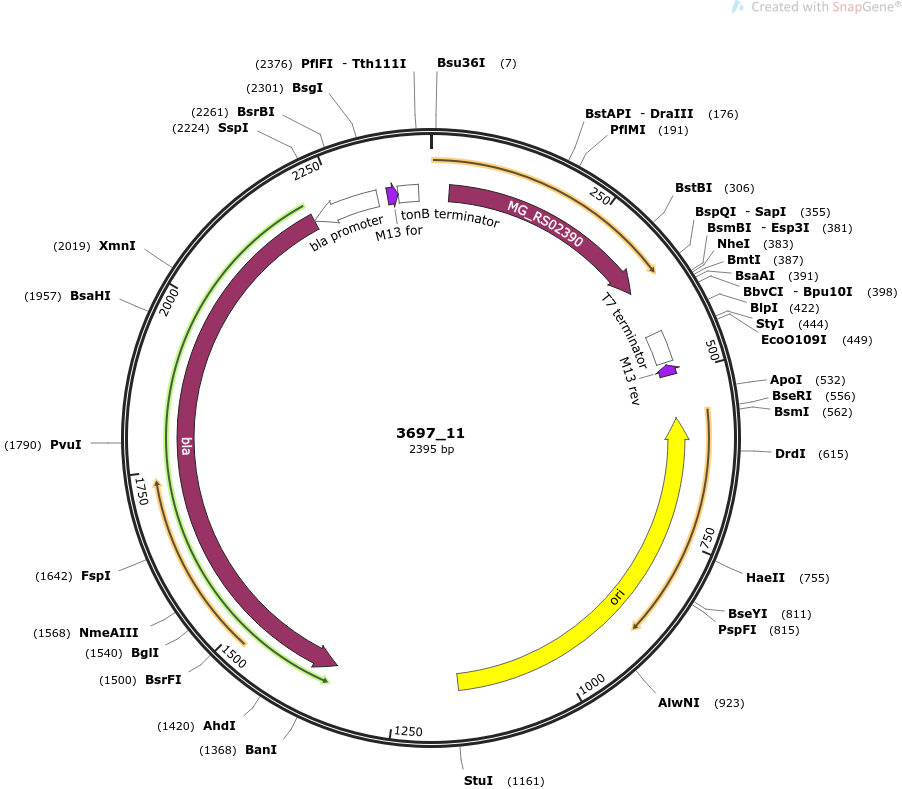 Created with SnapGene®
(2376) PflFI - Tth111I
Bsu36I (7)
(2301) BsgI
(2261) BsrBI
(2224) SspI
BstAPI - DraIII (176)
PflMI (191)
BstBI (306)
BspQI - SapI (355)
BsmBI - Esp3I (381)
NheI (383)
BmtI (387)
BsaAI (391)
BbvCI - Bpu10I (398)
BlpI (422)
StyI (444)
EcoO109I (449)
ApoI (532)
BseRI (556)
BsmI (562)
DrdI (615)
HaeII (755)
BseYI (811)
PspFI (815)
AlwNI (923)
StuI (1161)
(1368) BanI
(1420) AhdI
(1500) BsrFI
(1540) BglI
(1568) NmeAIII
(1642) FspI
(1790) PvuI
(1957) BsaHI
(2019) XmnI
250
500
750
1000
1250
1500
1750
2000
2250
MG_RS02390
T7 terminator
M13 rev
ori
bla
bla promoter
M13 for
tonB terminator
3697_11
2395 bp